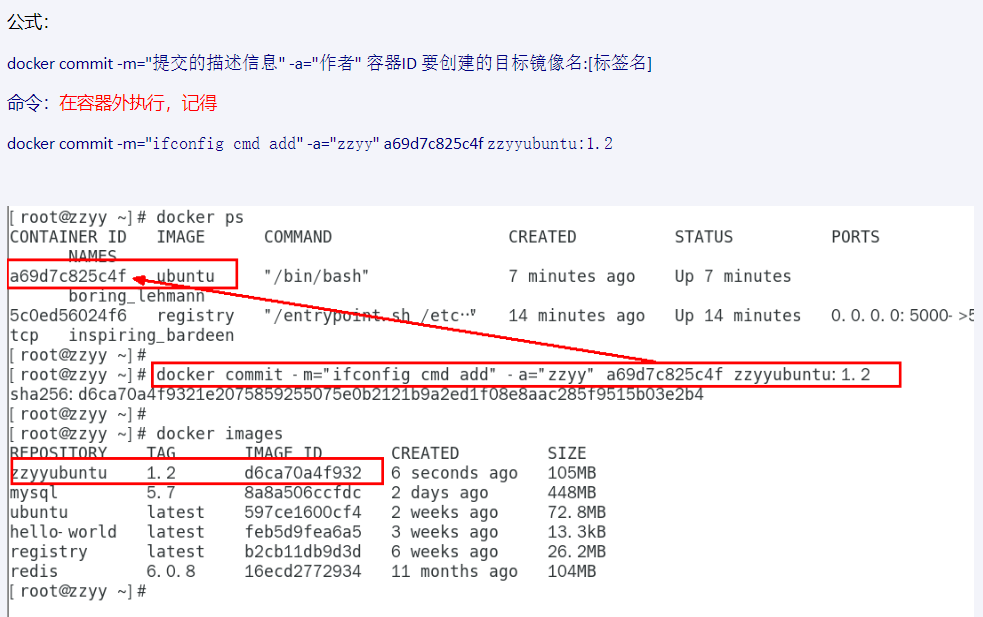 公式：
docker commit -m="提交的描述信息" -a="作者" 容器ID 要创建的目标镜像名:[标签名]
命令：在容器外执行，记得
docker commit -m="ifconfig cmd add" -a="zzyy" a69d7c825c4f zzyyubuntu:1.2
[root@zzyy ~]# docker ps
CONTAINER ID IMAGE COMMAND CREATED STATUS PORTS
NAMES
a69d7c825c4f ubuntu "/bin/bash" 7 minutes ago Up 7 minutes
boring_lehmann
5c0ed56024f6 registry "/entrypoint.sh /etc…" 14 minutes ago Up 14 minutes 0.0.0.0:5000->5
tcp inspiring_bardeen
[root@zzyy ~]#
[root@zzyy ~]# docker commit -m="ifconfig cmd add" -a="zzyy" a69d7c825c4f zzyyubuntu:1.2
sha256:d6ca70a4f9321e2075859255075e0b2121b9a2ed1f08e8aac285f9515b03e2b4
[root@zzyy ~]#
[root@zzyy ~]# docker images
REPOSITORY TAG IMAGE ID CREATED SIZE
zzyyubuntu 1.2 d6ca70a4f932 6 seconds ago 105MB
mysql 5.7 8a8a506ccfdc 2 days ago 448MB
ubuntu latest 597ce1600cf4 2 weeks ago 72.8MB
hello-world latest feb5d9fea6a5 3 weeks ago 13.3kB
registry latest b2cb11db9d3d 6 weeks ago 26.2MB
redis 6.0.8 16ecd2772934 11 months ago 104MB
[root@zzyy ~]#